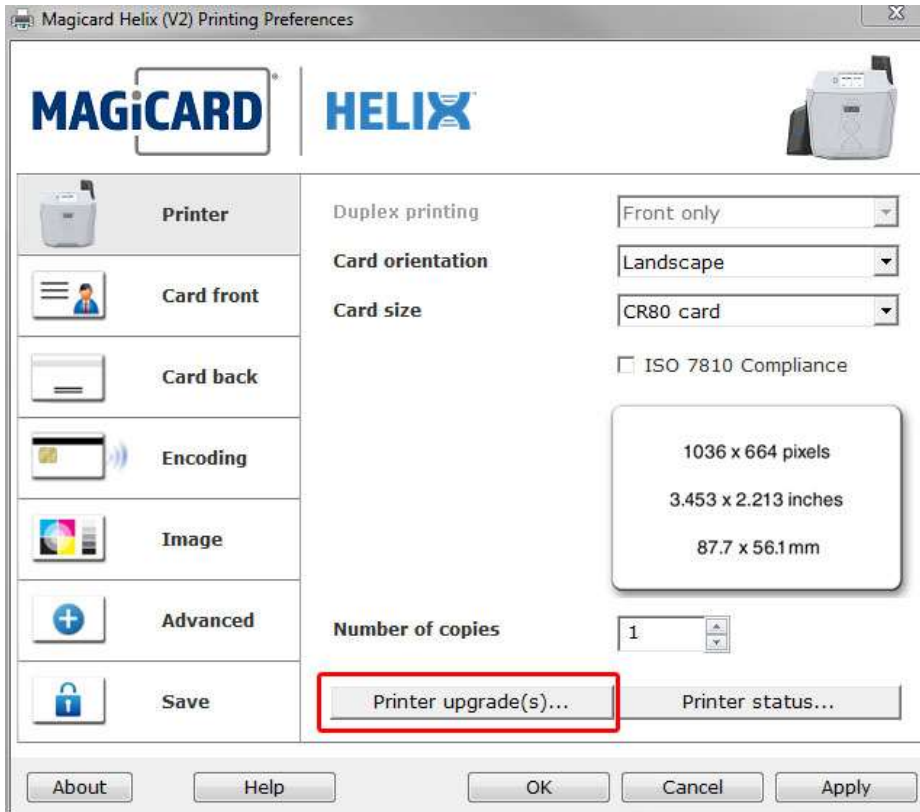 Magicard Helix (V2) Printing Preferences
MAGiCARD HELIX
Printer
Card front
Card back
Encoding
Image
Advanced
Save
Duplex printing Front only
Card orientation Landscape
Card size CR80 card
ISO 7810 Compliance
1036 x 664 pixels
3.453 x 2.213 inches
87.7 x 56.1 mm
Number of copies 1
Printer upgrade(s)... Printer status...
About Help OK Cancel Apply